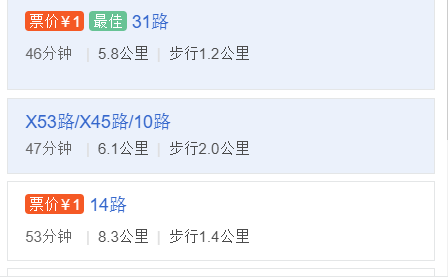 票价¥1 最佳 31路
46分钟 | 5.8公里 | 步行1.2公里
X53路/X45路/10路
47分钟 | 6.1公里 | 步行2.0公里
票价¥1 14路
53分钟 | 8.3公里 | 步行1.4公里